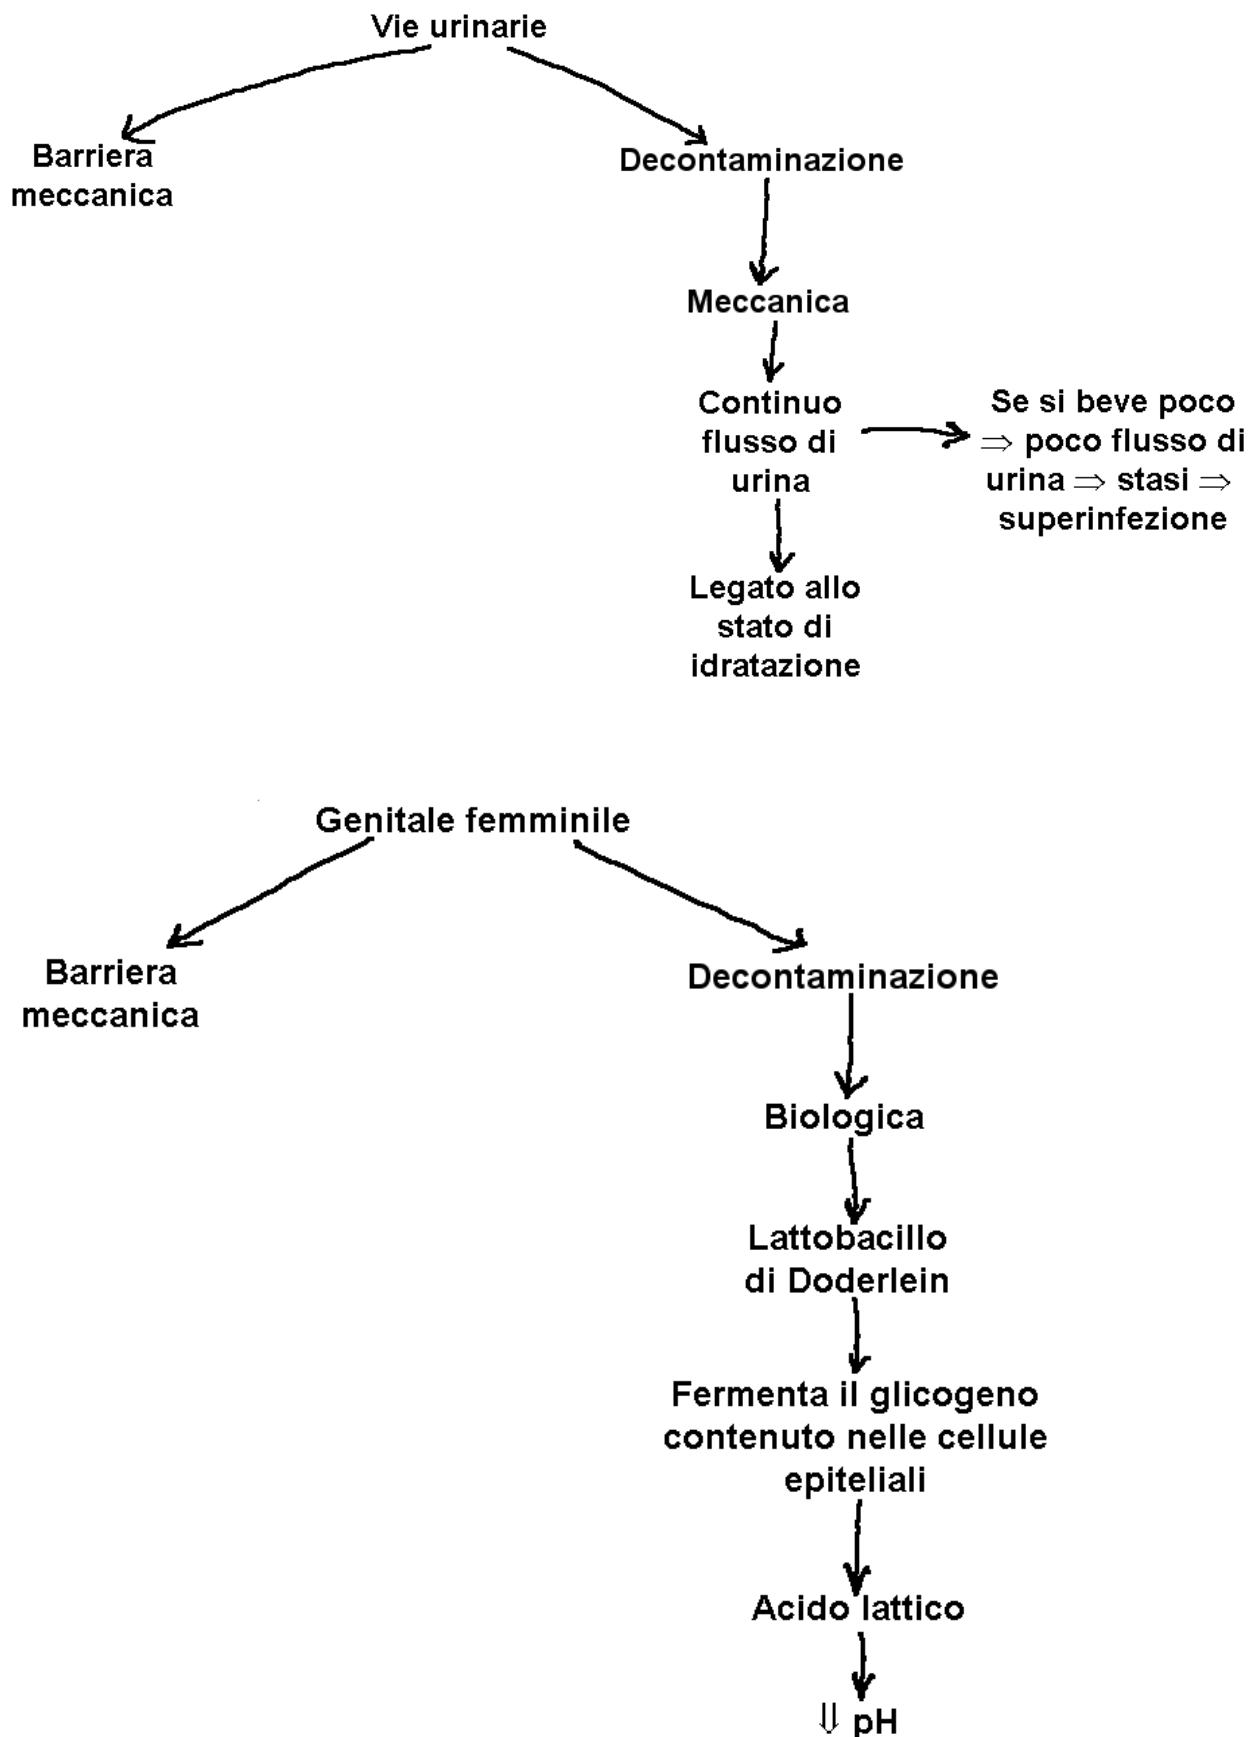 Vie urinarie
Barriera
meccanica
Decontaminazione
Meccanica
Continuo
flusso di
urina
Se si beve poco
⇒ poco flusso di
urina ⇒ stasi ⇒
superinfezione
Legato allo
stato di
idratazione
Genitale femminile
Barriera
meccanica
Decontaminazione
Biologica
Lattobacillo
di Doderlein
Fermenta il glicogeno
contenuto nelle cellule
epiteliali
Acido lattico
⇓ pH